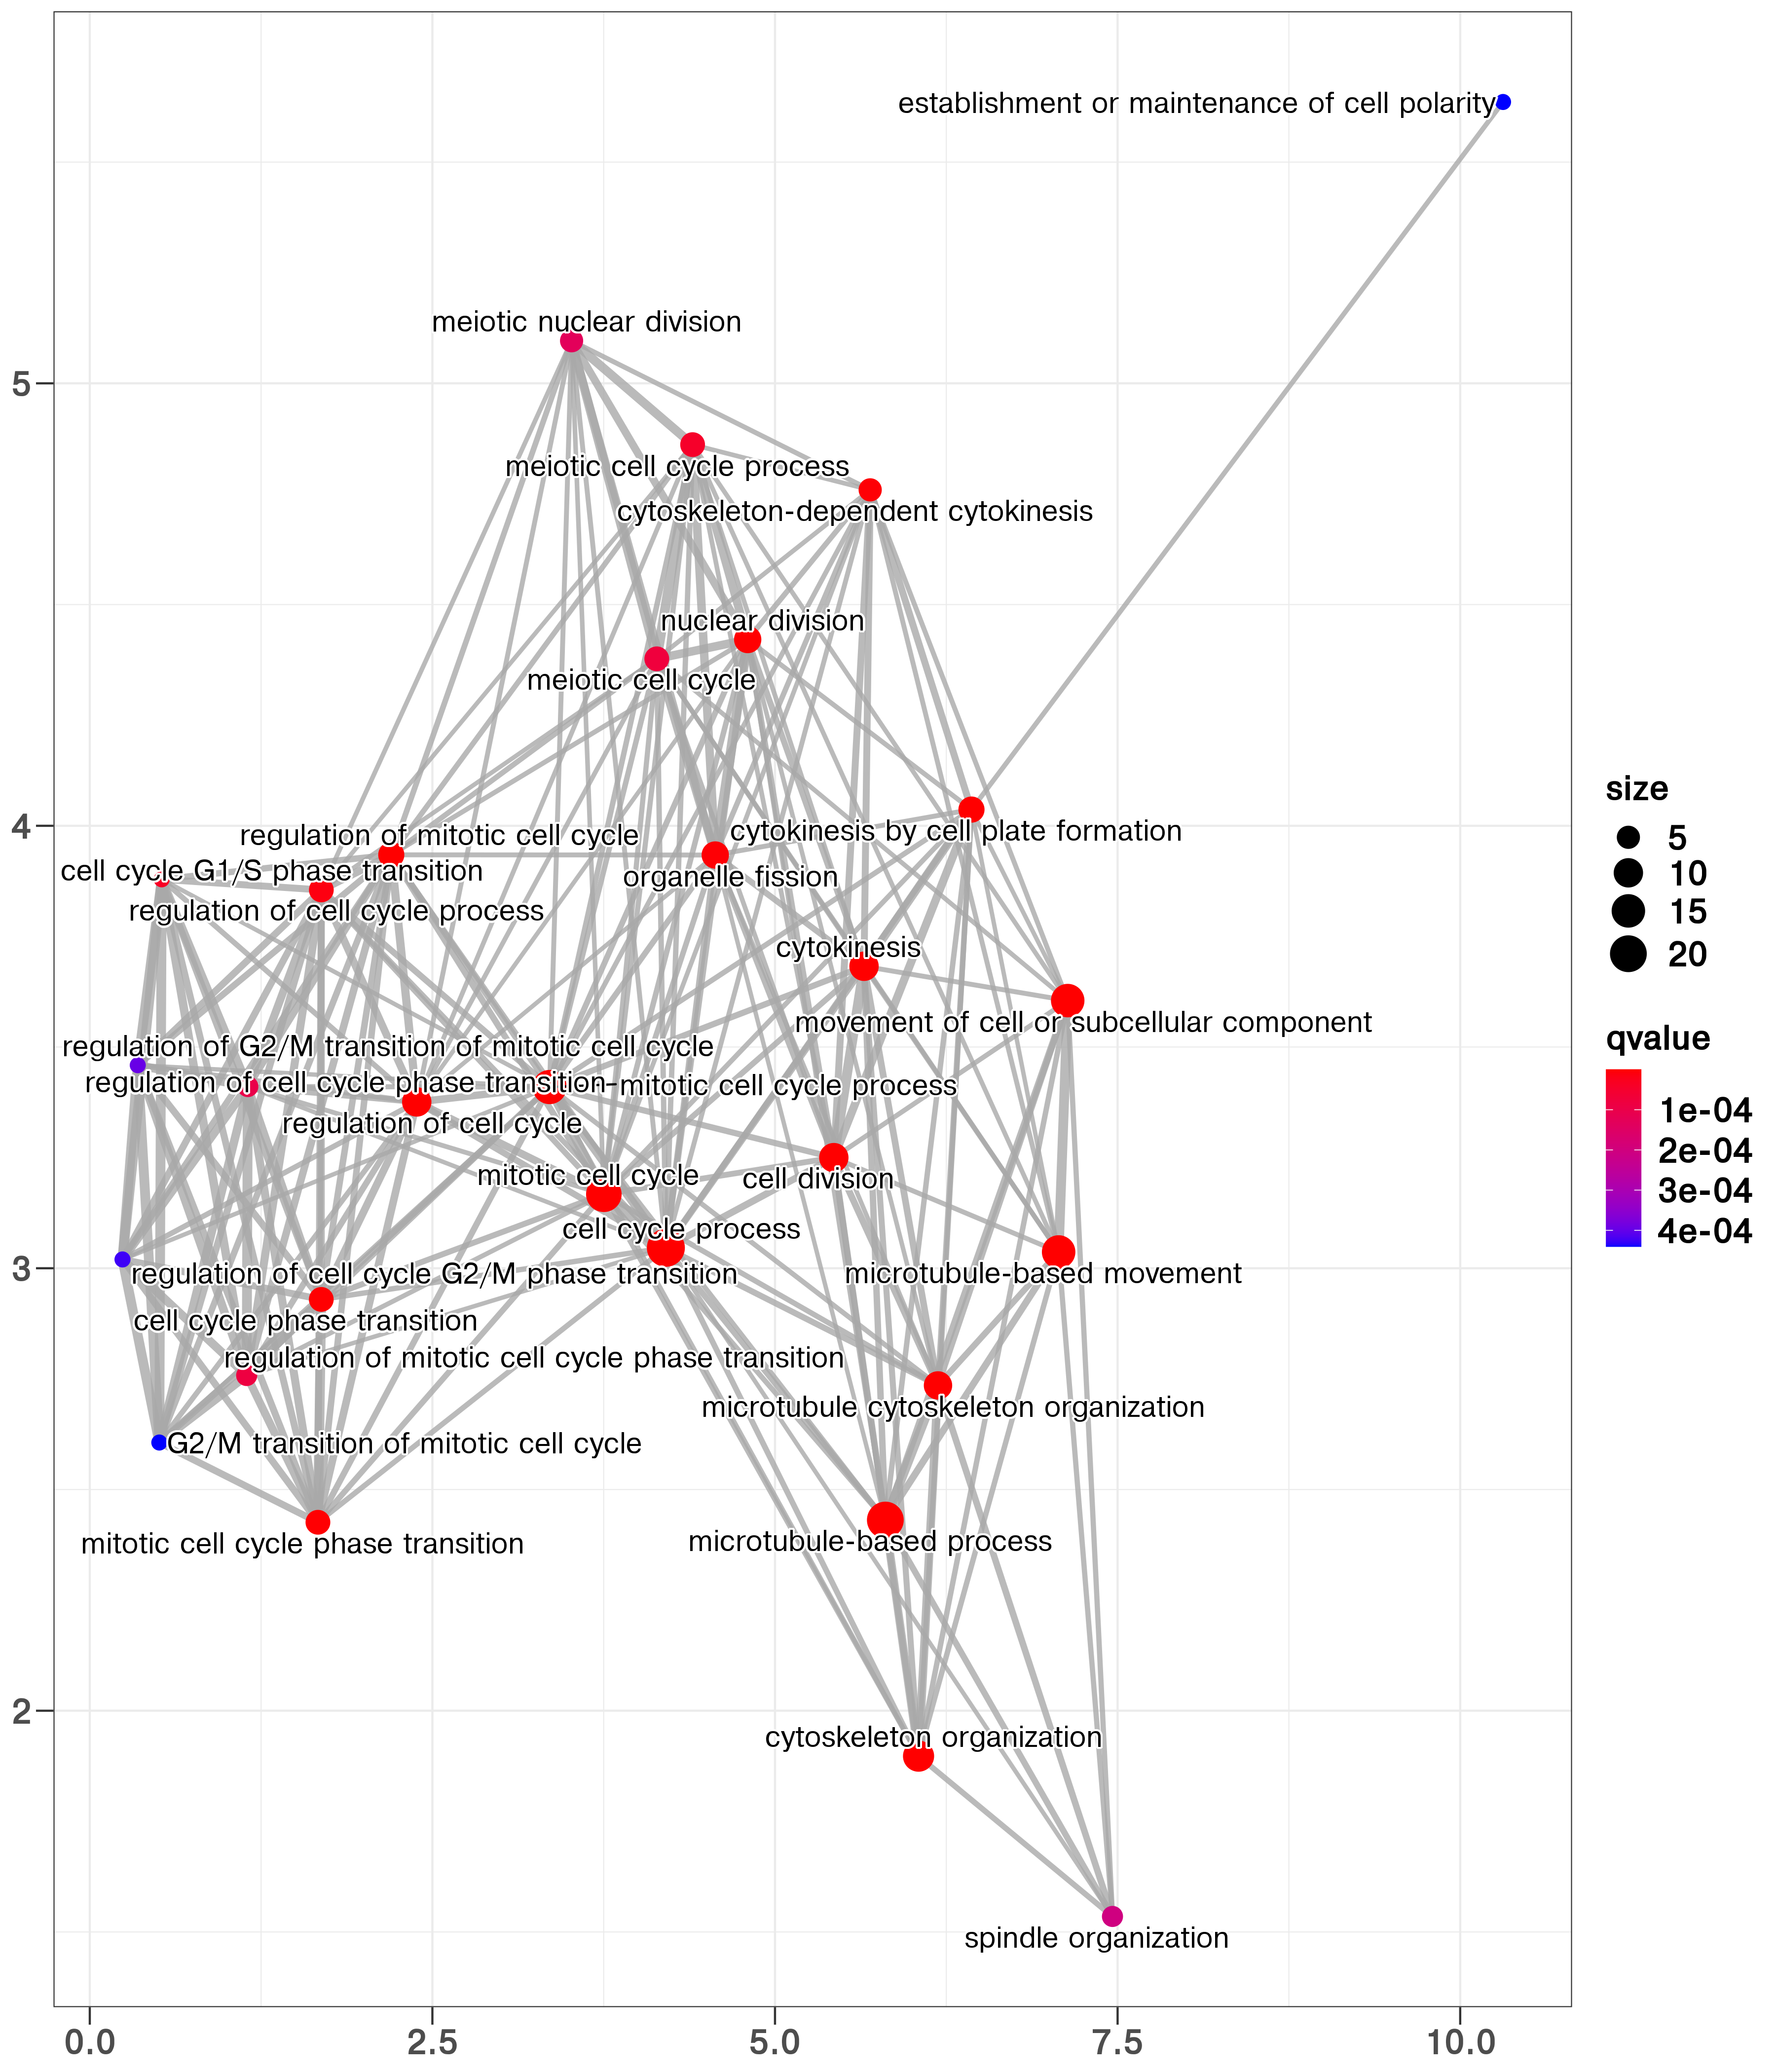 establishment or maintenance of cell polarity
meiotic nuclear division
5
meiotic cell cycle process
cytoskeleton-dependent cytokinesis
nuclear division
meiotic cell cycle
4
regulation of mitotic cell cycle
cytokinesis by cell plate formation
cell cycle G1/S phase transition
organelle fission
regulation of cell cycle process
cytokinesis
movement of cell or subcellular component
regulation of G2/M transition of mitotic cell cycle
regulation of cell cycle phase transition
mitotic cell cycle process
regulation of cell cycle
mitotic cell cycle
cell division
cell cycle process
3
regulation of cell cycle G2/M phase transition
microtubule-based movement
cell cycle phase transition
regulation of mitotic cell cycle phase transition
microtubule cytoskeleton organization
G2/M transition of mitotic cell cycle
mitotic cell cycle phase transition
microtubule-based process
2
cytoskeleton organization
spindle organization
0.0
2.5
5.0
7.5
10.0
size
5
10
15
20
qvalue
1e-04
2e-04
3e-04
4e-04